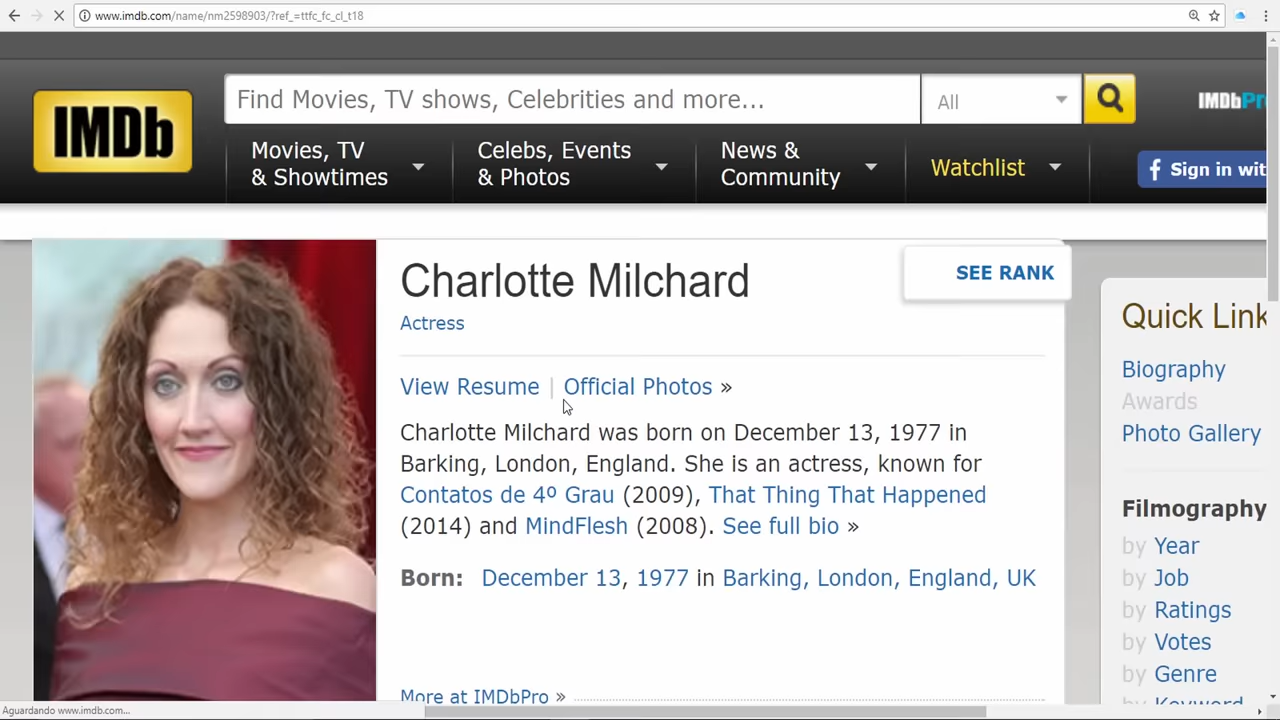 www.imdb.com/name/nm2598903/?ref_=ttfc_fc_cl_t18
IMDb
Find Movies, TV shows, Celebrities and more...
All
IMDbPr
Movies, TV
& Showtimes
Celebs, Events
& Photos
News &
Community
Watchlist
f Sign in wit
Charlotte Milchard
SEE RANK
Actress
View Resume | Official Photos »
Charlotte Milchard was born on December 13, 1977 in
Barking, London, England. She is an actress, known for
Contatos de 4º Grau (2009), That Thing That Happened
(2014) and MindFlesh (2008). See full bio »
Born: December 13, 1977 in Barking, London, England, UK
More at IMDbPro »
Quick Link
Biography
Awards
Photo Gallery
Filmography
by Year
by Job
by Ratings
by Votes
by Genre
by Keyword
Aguardando www.imdb.com...